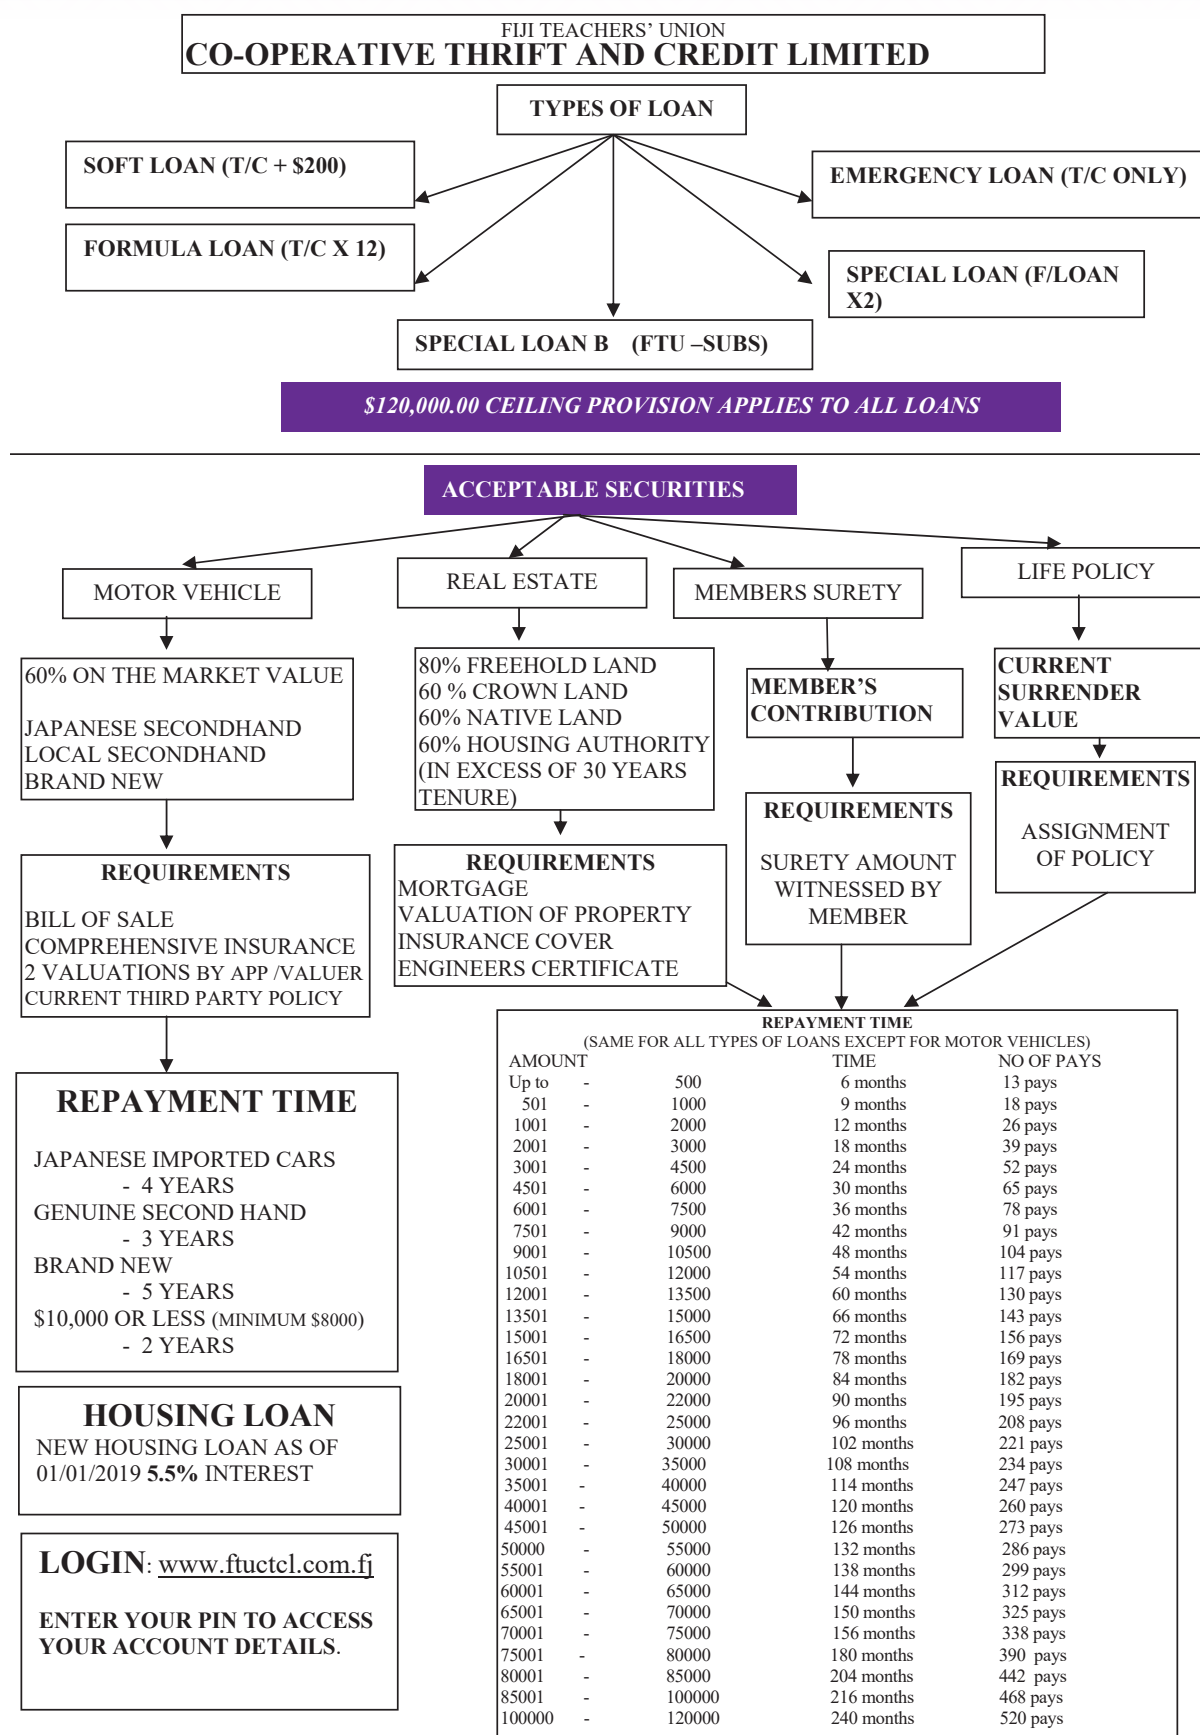 FIJI TEACHERS' UNION
CO-OPERATIVE THRIFT AND CREDIT LIMITED
TYPES OF LOAN
SOFT LOAN (T/C + $200)
EMERGENCY LOAN (T/C ONLY)
FORMULA LOAN (T/C X 12)
SPECIAL LOAN (F/LOAN
X2)
SPECIAL LOAN B (FTU –SUBS)
$120,000.00 CEILING PROVISION APPLIES TO ALL LOANS
ACCEPTABLE SECURITIES
MOTOR VEHICLE
60% ON THE MARKET VALUE
JAPANESE SECONDHAND
LOCAL SECONDHAND
BRAND NEW
REQUIREMENTS
BILL OF SALE
COMPREHENSIVE INSURANCE
2 VALUATIONS BY APP /VALUER
CURRENT THIRD PARTY POLICY
REPAYMENT TIME
JAPANESE IMPORTED CARS
- 4 YEARS
GENUINE SECOND HAND
- 3 YEARS
BRAND NEW
- 5 YEARS
$10,000 OR LESS (MINIMUM $8000)
- 2 YEARS
HOUSING LOAN
NEW HOUSING LOAN AS OF
01/01/2019 5.5% INTEREST
LOGIN: www.ftuctcl.com.fj
ENTER YOUR PIN TO ACCESS
YOUR ACCOUNT DETAILS.
REAL ESTATE
80% FREEHOLD LAND
60 % CROWN LAND
60% NATIVE LAND
60% HOUSING AUTHORITY
(IN EXCESS OF 30 YEARS
TENURE)
REQUIREMENTS
MORTGAGE
VALUATION OF PROPERTY
INSURANCE COVER
ENGINEERS CERTIFICATE
MEMBERS SURETY
MEMBER'S
CONTRIBUTION
REQUIREMENTS
SURETY AMOUNT
WITNESSED BY
MEMBER
LIFE POLICY
CURRENT
SURRENDER
VALUE
REQUIREMENTS
ASSIGNMENT
OF POLICY
REPAYMENT TIME
(SAME FOR ALL TYPES OF LOANS EXCEPT FOR MOTOR VEHICLES)
AMOUNT TIME NO OF PAYS
Up to - 500 6 months 13 pays
501 - 1000 9 months 18 pays
1001 - 2000 12 months 26 pays
2001 - 3000 18 months 39 pays
3001 - 4500 24 months 52 pays
4501 - 6000 30 months 65 pays
6001 - 7500 36 months 78 pays
7501 - 9000 42 months 91 pays
9001 - 10500 48 months 104 pays
10501 - 12000 54 months 117 pays
12001 - 13500 60 months 130 pays
13501 - 15000 66 months 143 pays
15001 - 16500 72 months 156 pays
16501 - 18000 78 months 169 pays
18001 - 20000 84 months 182 pays
20001 - 22000 90 months 195 pays
22001 - 25000 96 months 208 pays
25001 - 30000 102 months 221 pays
30001 - 35000 108 months 234 pays
35001 - 40000 114 months 247 pays
40001 - 45000 120 months 260 pays
45001 - 50000 126 months 273 pays
50000 - 55000 132 months 286 pays
55001 - 60000 138 months 299 pays
60001 - 65000 144 months 312 pays
65001 - 70000 150 months 325 pays
70001 - 75000 156 months 338 pays
75001 - 80000 180 months 390 pays
80001 - 85000 204 months 442 pays
85001 - 100000 216 months 468 pays
100000 - 120000 240 months 520 pays